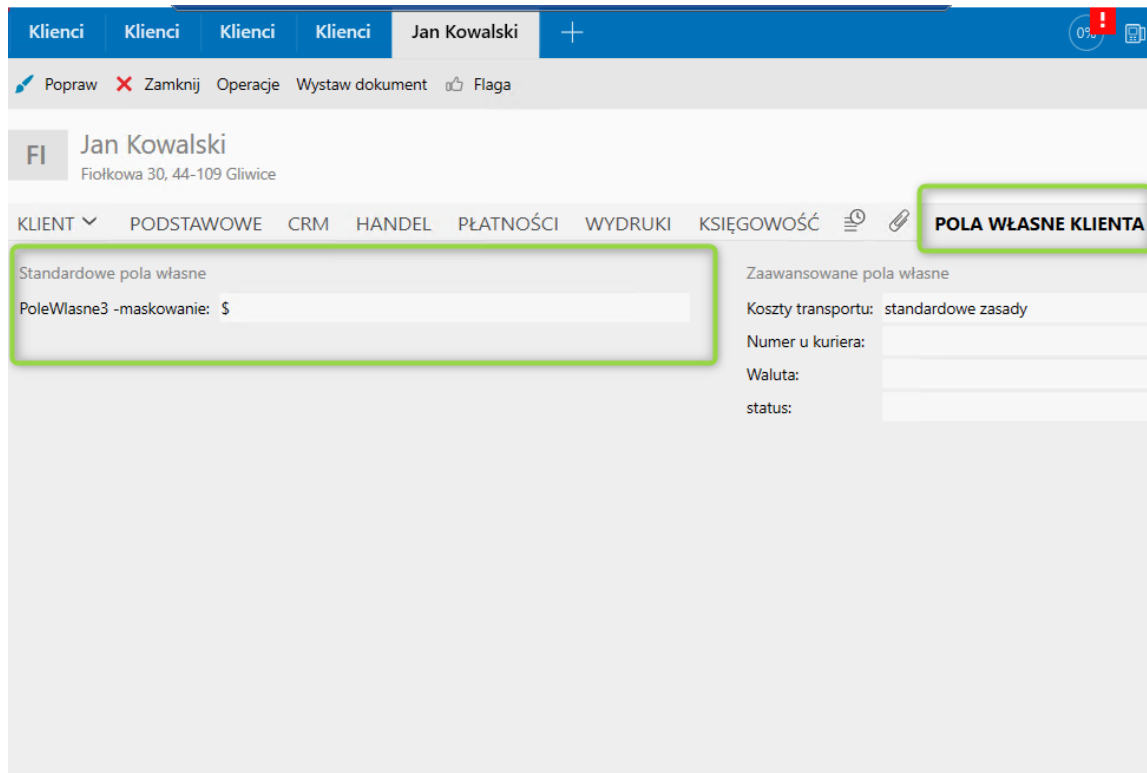 Klienci Klienci Klienci Klienci Jan Kowalski
0% !
Popraw Zamknij Operacje Wystaw dokument Flaga
FI
Jan Kowalski
Fiołkowa 30, 44-109 Gliwice
KLIENT PODSTAWOWE CRM HANDEL PŁATNOŚCI WYDRUKI KSIĘGOWOŚĆ POLA WŁASNE KLIENTA
Standardowe pola własne
PoleWlasne3 -maskowanie: $
Zaawansowane pola własne
Koszty transportu: standardowe zasady
Numer u kuriera:
Waluta:
status: